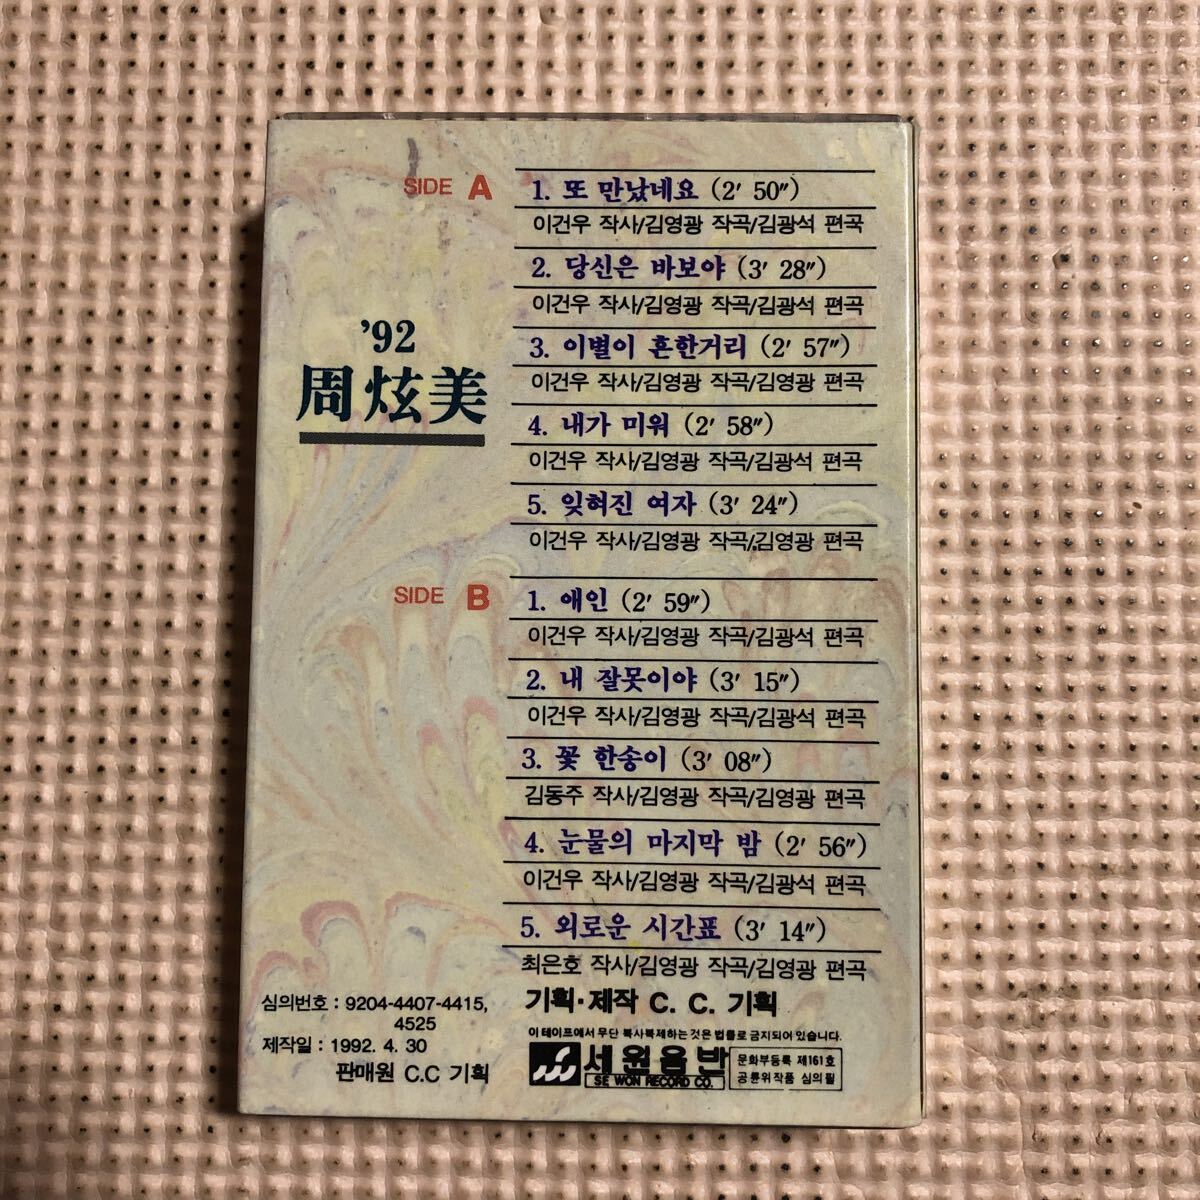 '92
周炫美
SIDE A
1. 또 만났네요 (2′ 50″)
이건우 작사/김영광 작곡/김광석 편곡
2. 당신은 바보야 (3′ 28″)
이건우 작사/김영광 작곡/김광석 편곡
3. 이별이 흔한거리 (2′ 57″)
이건우 작사/김영광 작곡/김영광 편곡
4. 내가 미워 (2′ 58″)
이건우 작사/김영광 작곡/김광석 편곡
5. 잊혀진 여자 (3′ 24″)
이건우 작사/김영광 작곡/김영광 편곡
SIDE B
1. 애인 (2′ 59″)
이건우 작사/김영광 작곡/김광석 편곡
2. 내 잘못이야 (3′ 15″)
이건우 작사/김영광 작곡/김광석 편곡
3. 꽃 한송이 (3′ 08″)
김동주 작사/김영광 작곡/김영광 편곡
4. 눈물의 마지막 밤 (2′ 56″)
이건우 작사/김영광 작곡/김광석 편곡
5. 외로운 시간표 (3′ 14″)
최은호 작사/김영광 작곡/김영광 편곡
심의번호 : 9204-4407-4415,
4525
제작일 : 1992. 4. 30
판매원 C.C 기획
기획·제작 C. C. 기획
이 테이프에서 무단 복사복제하는 것은 법률로 금지되어 있습니다.
세원음반
SE WON RECORD CO.
문화부등록 제161호
공륜위작품 심의필